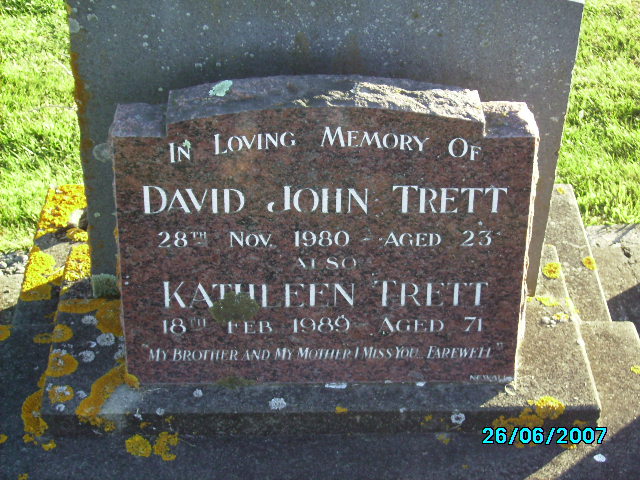 In Loving Memory Of
David John Trett
28TH Nov. 1980 - Aged 23
Also
Kathleen Trett
18TH Feb 1989 - Aged 71
"My Brother and My Mother I Miss You, Farewell"
Newall
26/06/2007